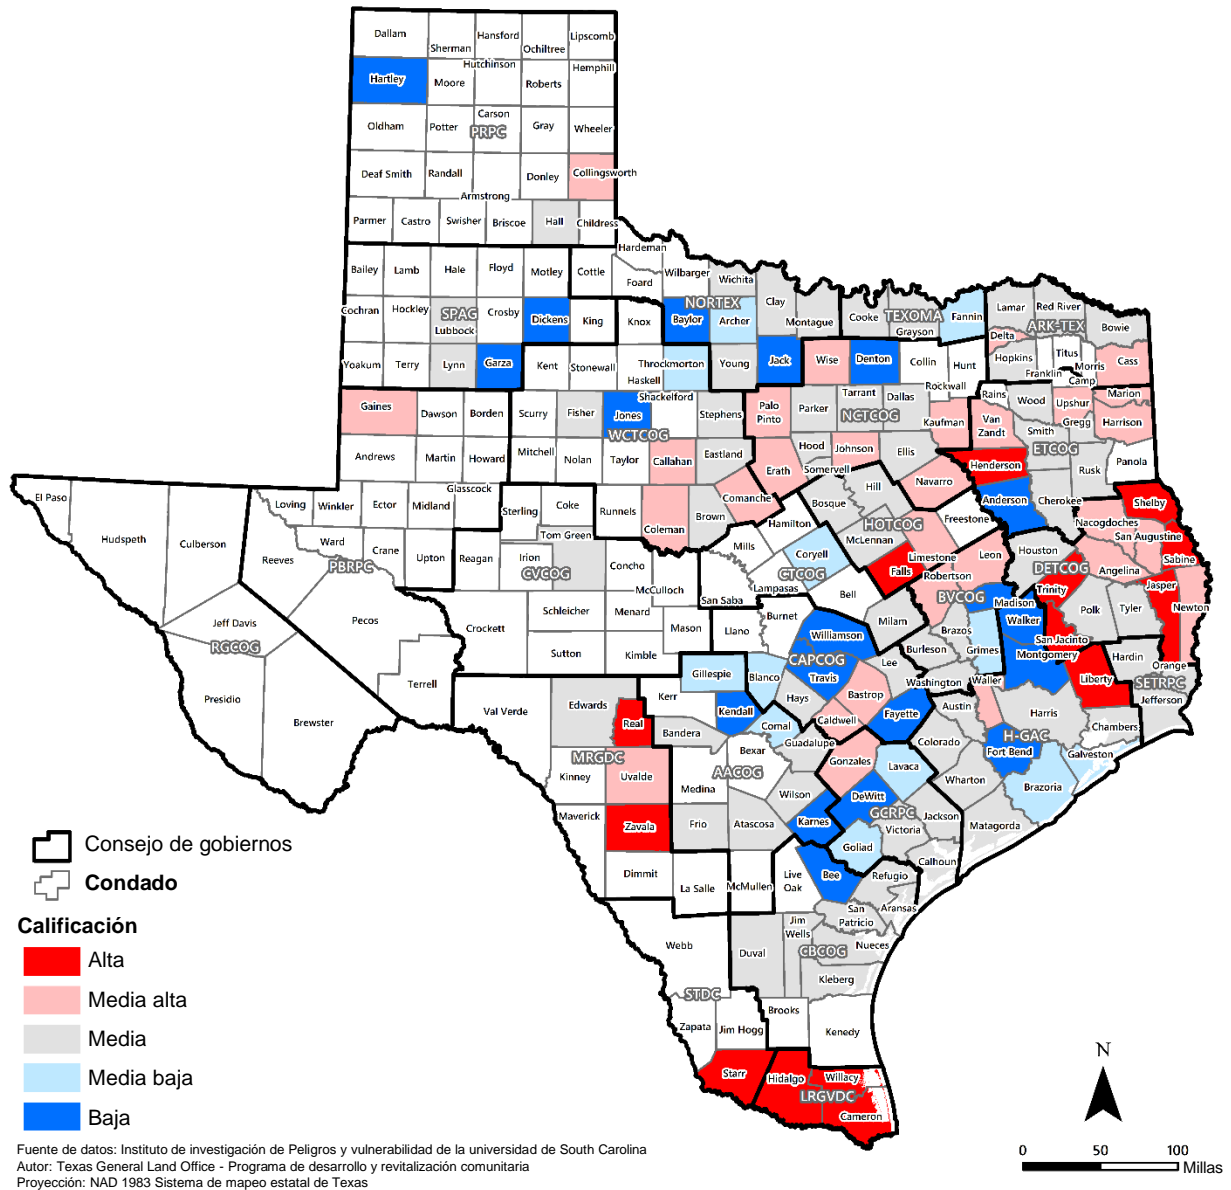 Dallam
Sherman
Hansford
Ochiltree
Lipscomb
Hartley
Moore
Hutchinson
Roberts
Hemphill
Oldham
Potter
Carson
PRPC
Gray
Wheeler
Deaf Smith
Randall
Armstrong
Donley
Collingsworth
Parmer
Castro
Swisher
Briscoe
Hall
Childress
Hardeman
Bailey
Lamb
Hale
Floyd
Motley
Cottle
Foard
Wilbarger
Wichita
NORTEX
Clay
Montague
Cooke
TEXOMA
Grayson
Fannin
Lamar
Red River
ARK-TEX
Bowie
Cochran
Hockley
SPAG
Lubbock
Crosby
Dickens
King
Knox
Baylor
Archer
Delta
Yoakum
Terry
Lynn
Garza
Kent
Stonewall
Haskell
Throckmorton
Young
Jack
Wise
Denton
Collin
Hunt
Rockwall
Hopkins
Franklin
Titus
Morris
Camp
Cass
Gaines
Dawson
Borden
Scurry
Fisher
Jones
Shackelford
WCTCOG
Stephens
Palo
Pinto
Parker
Tarrant
NCTCOG
Dallas
Kaufman
Rains
Wood
Upshur
Marion
Van
Zandt
Smith
Gregg
Harrison
ETCOG
Andrews
Martin
Howard
Mitchell
Nolan
Taylor
Callahan
Eastland
Erath
Hood
Somervell
Johnson
Ellis
Henderson
Rusk
Panola
El Paso
Hudspeth
Culberson
Loving
Winkler
Ector
Midland
Glasscock
Sterling
Coke
Runnels
Coleman
Brown
Comanche
Bosque
Hill
Navarro
Anderson
Cherokee
Shelby
Reeves
Ward
PBRPC
Crane
Upton
Reagan
Tom Green
Irion
CVCOG
Concho
McCulloch
Mills
Hamilton
HOTCOG
McLennan
Freestone
Limestone
Nacogdoches
San Augustine
Sabine
San Saba
Lampasas
CTCOG
Coryell
Bell
Falls
Robertson
Leon
Houston
DETCOG
Angelina
Trinity
Jasper
Newton
Jeff Davis
RGCOG
Pecos
Crockett
Schleicher
Menard
Mason
Llano
Burnet
Williamson
Milam
BVCOG
Madison
Walker
Polk
Tyler
San Jacinto
Brazos
Grimes
Montgomery
Hardin
Orange
Presidio
Brewster
Terrell
Sutton
Kimble
Gillespie
Blanco
CAPCOG
Travis
Lee
Burleson
Washington
Waller
Liberty
SETRPC
Jefferson
Val Verde
Edwards
Real
Kerr
Kendall
Hays
Comal
Bastrop
Caldwell
Fayette
Austin
Harris
H-GAC
Chambers
Bandera
Bexar
Guadalupe
Colorado
Fort Bend
Galveston
MRGDC
Kinney
Uvalde
Medina
AACOG
Wilson
Gonzales
Lavaca
Wharton
Brazoria
Maverick
Zavala
Frio
Atascosa
Karnes
DeWitt
GCRPC
Victoria
Jackson
Matagorda
Goliad
Calhoun
Dimmit
La Salle
McMullen
Live
Oak
Bee
Refugio
Aransas
San
Patricio
Webb
Duval
Jim
Wells
CBCOG
Nueces
Kleberg
STDC
Zapata
Jim Hogg
Brooks
Kenedy
Starr
Hidalgo
Willacy
LRGVDC
Cameron
Consejo de gobiernos
Condado
Calificación
Alta
Media alta
Media
Media baja
Baja
N
0 50 100
Millas
Fuente de datos: Instituto de investigación de Peligros y vulnerabilidad de la universidad de South Carolina
Autor: Texas General Land Office - Programa de desarrollo y revitalización comunitaria
Proyección: NAD 1983 Sistema de mapeo estatal de Texas